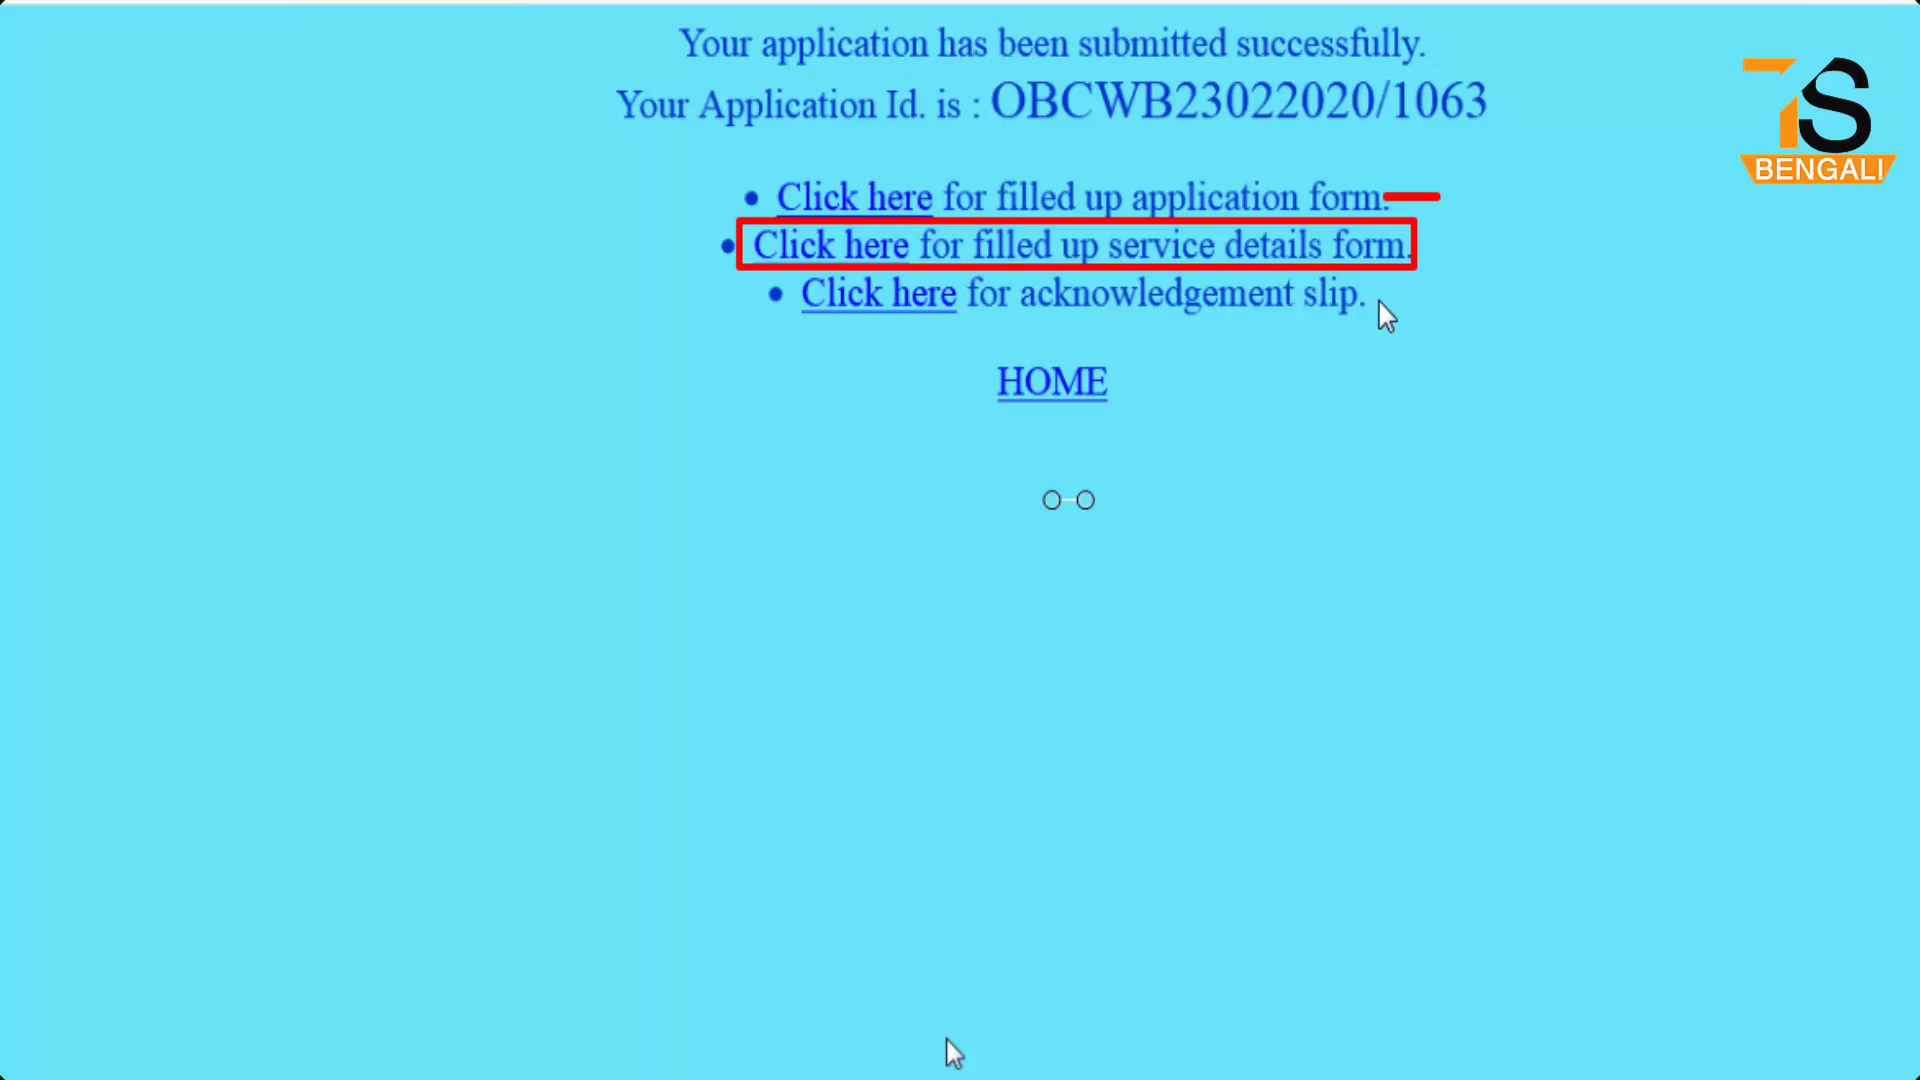 Your application has been submitted successfully.
Your Application Id. is : OBCWB23022020/1063
Click here for filled up application form.
Click here for filled up service details form.
Click here for acknowledgement slip.
HOME
7S
BENGALI